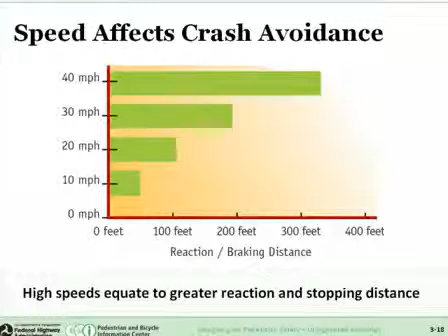 Speed Affects Crash Avoidance
40 mph
30 mph
20 mph
10 mph
0 mph
0 feet 100 feet 200 feet 300 feet 400 feet
Reaction / Braking Distance
High speeds equate to greater reaction and stopping distance
Federal Highway
Administration
Pedestrian and Bicycle
Information Center